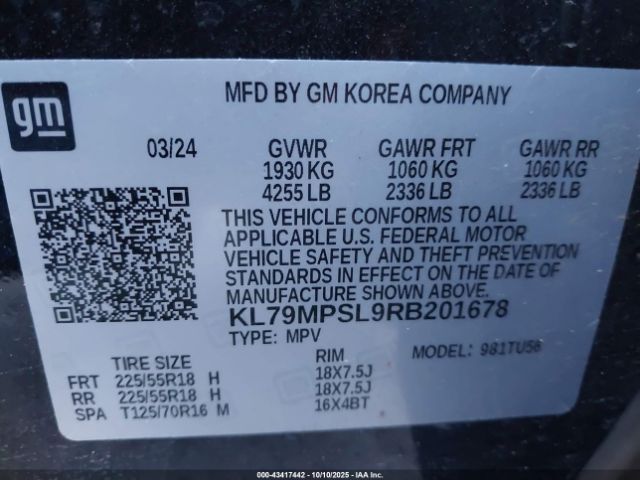 gm
MFD BY GM KOREA COMPANY
03/24 GVWR GAWR FRT GAWR RR
1930 KG 1060 KG 1060 KG
4255 LB 2336 LB 2336 LB
THIS VEHICLE CONFORMS TO ALL
APPLICABLE U.S. FEDERAL MOTOR
VEHICLE SAFETY AND THEFT PREVENTION
STANDARDS IN EFFECT ON THE DATE OF
MANUFACTURE SHOWN ABOVE.
KL79MPSL9RB201678
TYPE: MPV MODEL: 981TU56
TIRE SIZE RIM
FRT 225/55R18 H 18X7.5J
RR 225/55R18 H 18X7.5J
SPA T125/70R16 M 16X4BT
000-43417442 - 10/10/2025 - IAAI.COM